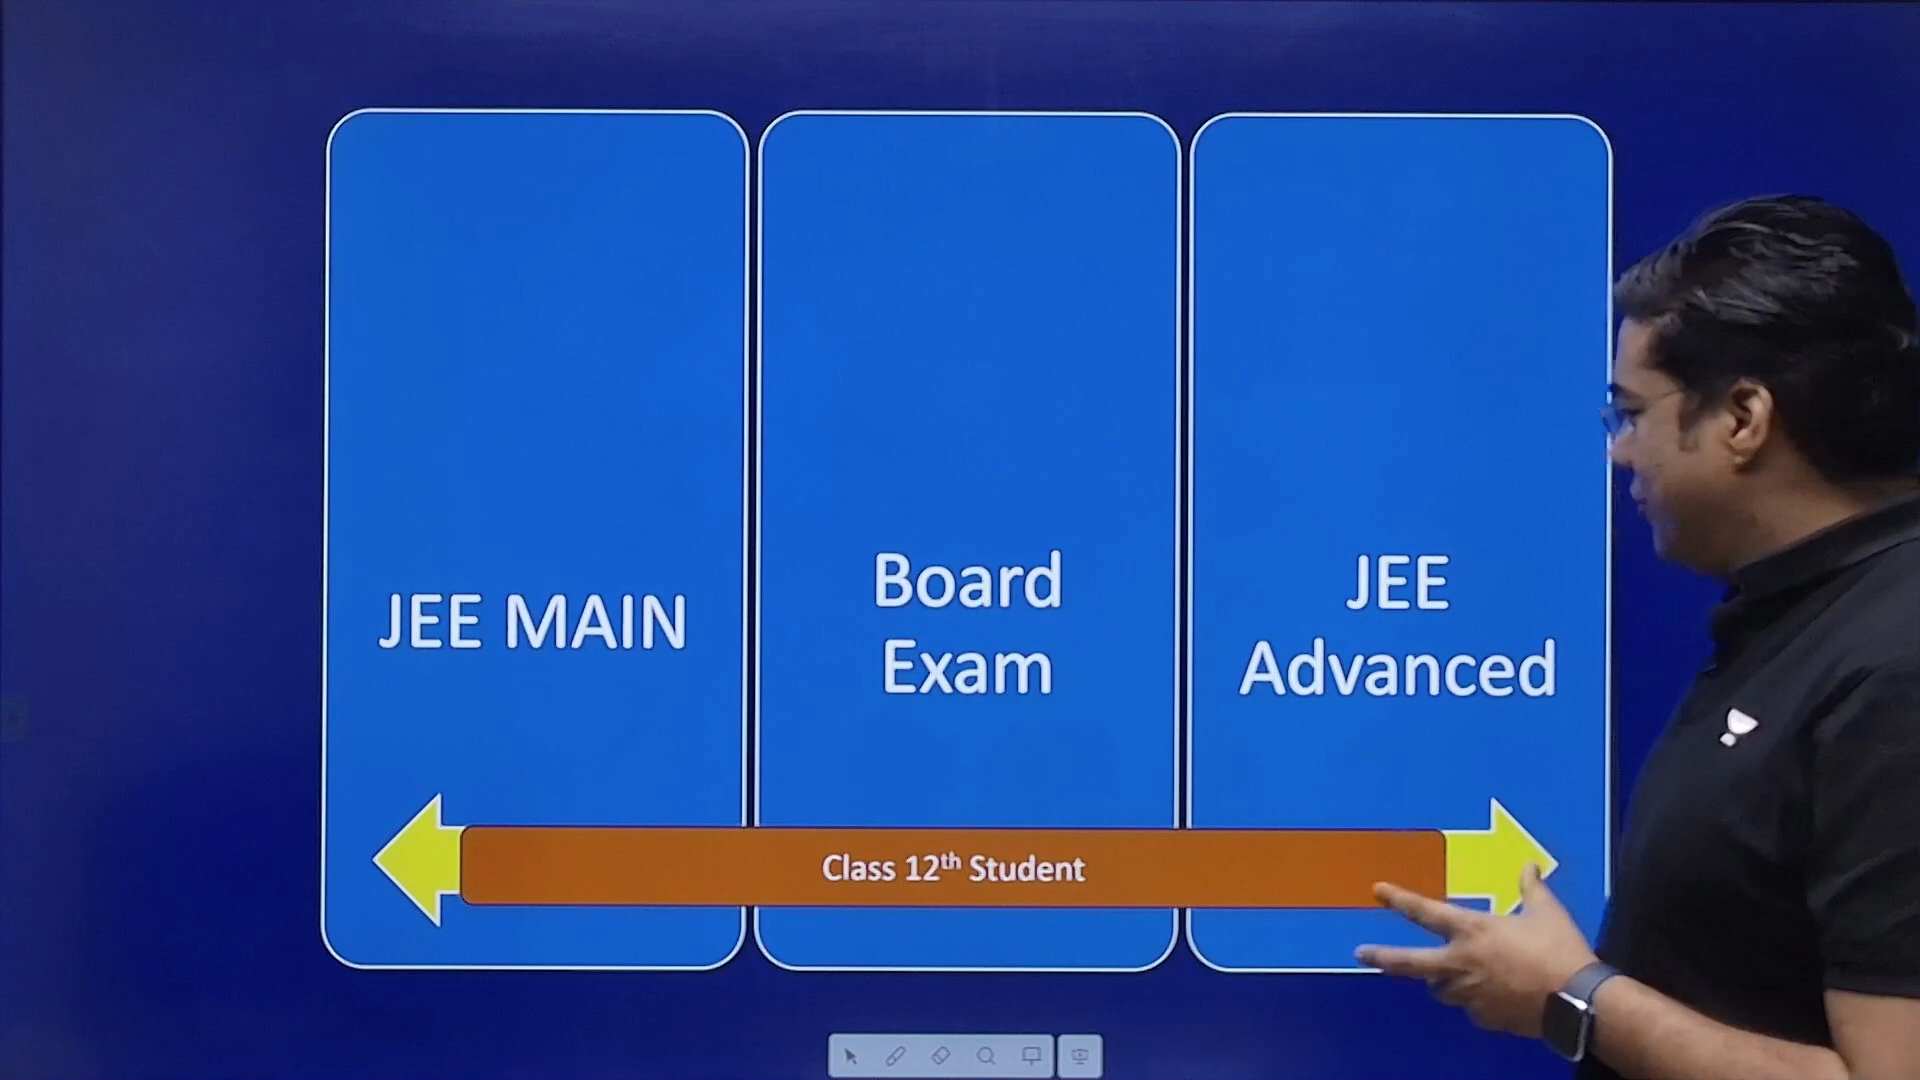 JEE MAIN
Board
Exam
JEE
Advanced
Class 12th Student